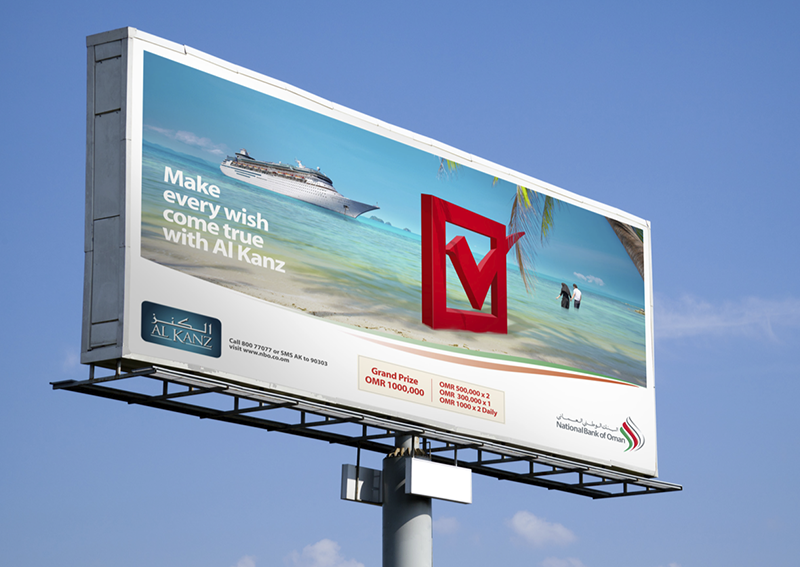 Make
every wish
come true
with Al Kanz
الكنز
AL KANZ
Call 800 77077 or SMS AK to 90303
visit www.nbo.co.om
Grand Prize
OMR 1000,000
OMR 500,000 x 2
OMR 300,000 x 1
OMR 1000 x 2 Daily
البنك الوطني العماني
National Bank of Oman